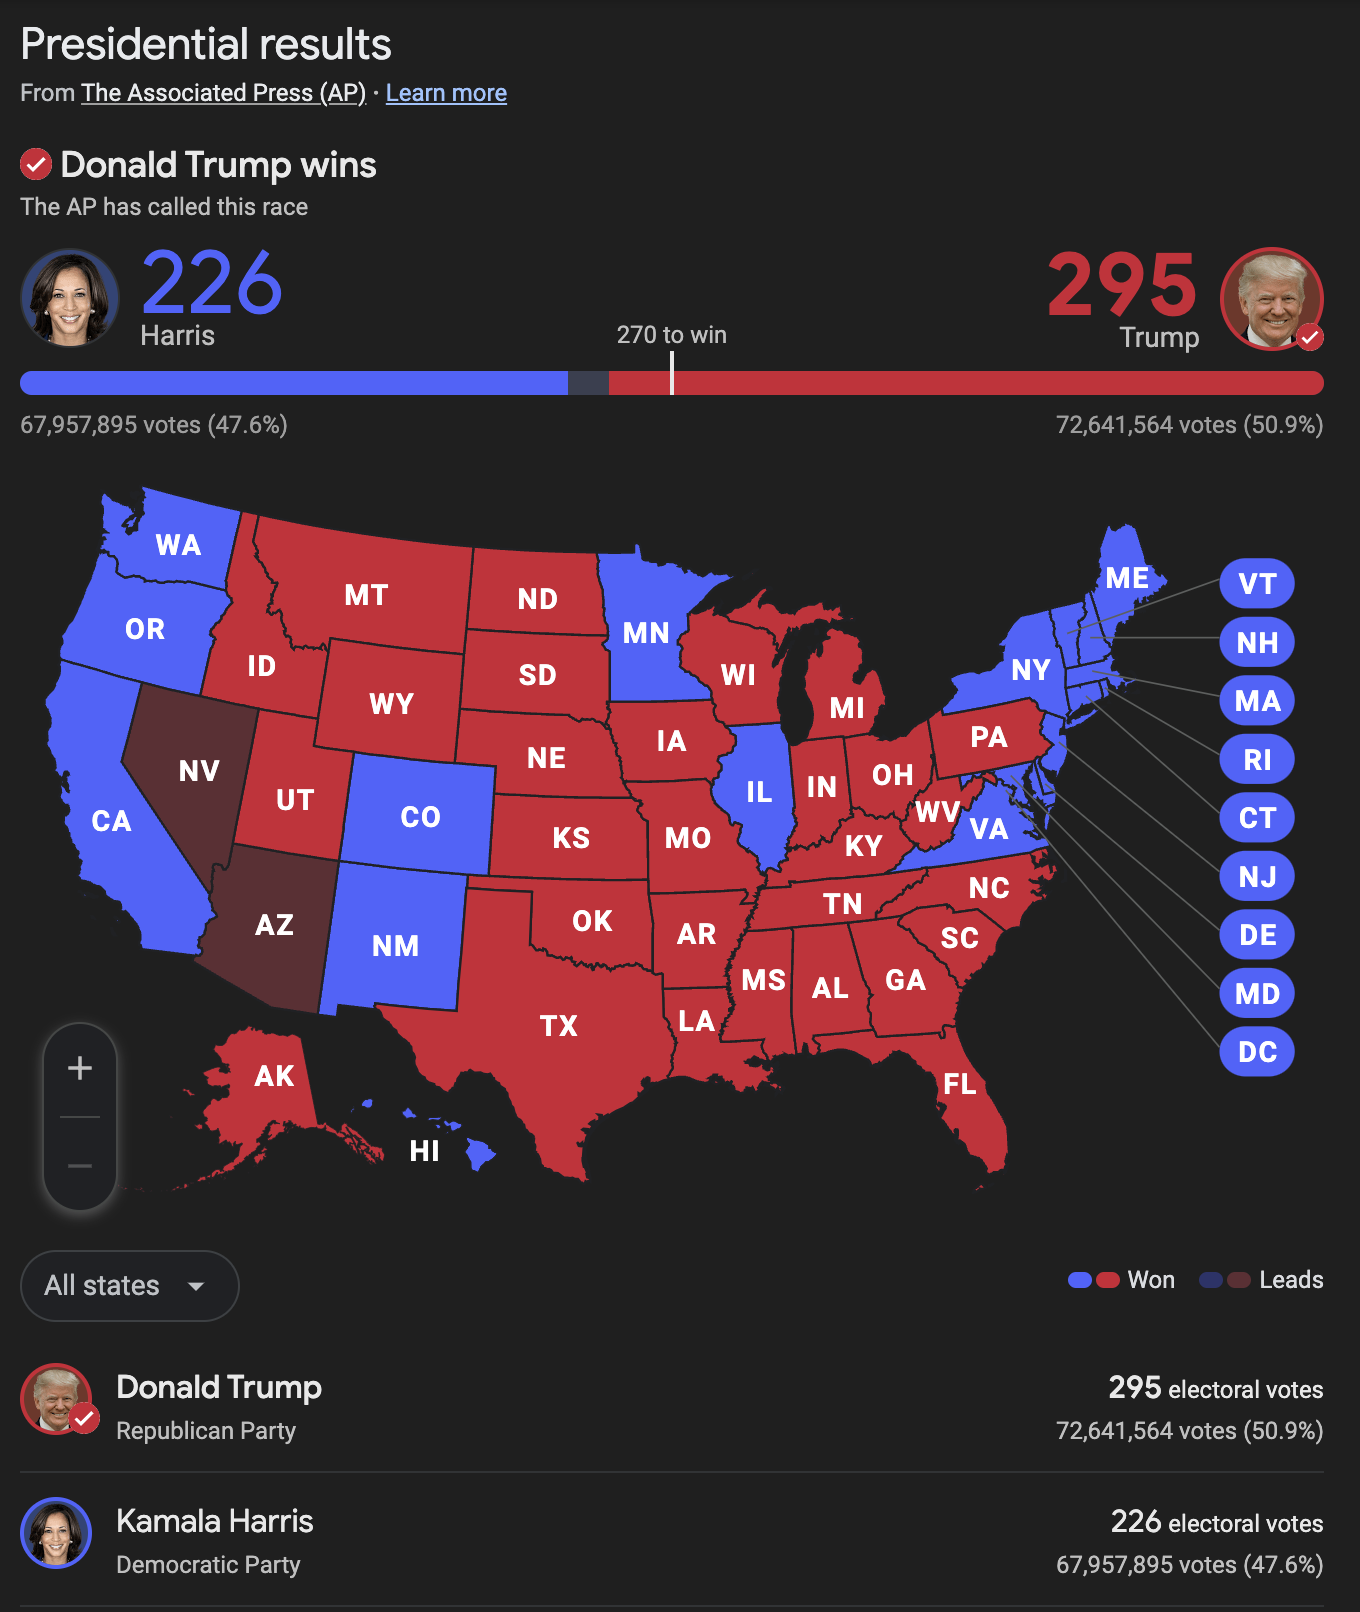 Presidential results
From The Associated Press (AP) · Learn more
Donald Trump wins
The AP has called this race
226
Harris
295
Trump
270 to win
67,957,895 votes (47.6%)
72,641,564 votes (50.9%)
WA
OR
CA
NV
ID
MT
WY
UT
AZ
CO
NM
ND
SD
NE
KS
OK
TX
MN
IA
MO
AR
LA
WI
IL
MI
IN
OH
KY
TN
MS
AL
GA
FL
SC
NC
VA
WV
PA
NY
ME
AK
HI
VT
NH
MA
RI
CT
NJ
DE
MD
DC
+
−
All states
Won
Leads
Donald Trump
Republican Party
295 electoral votes
72,641,564 votes (50.9%)
Kamala Harris
Democratic Party
226 electoral votes
67,957,895 votes (47.6%)